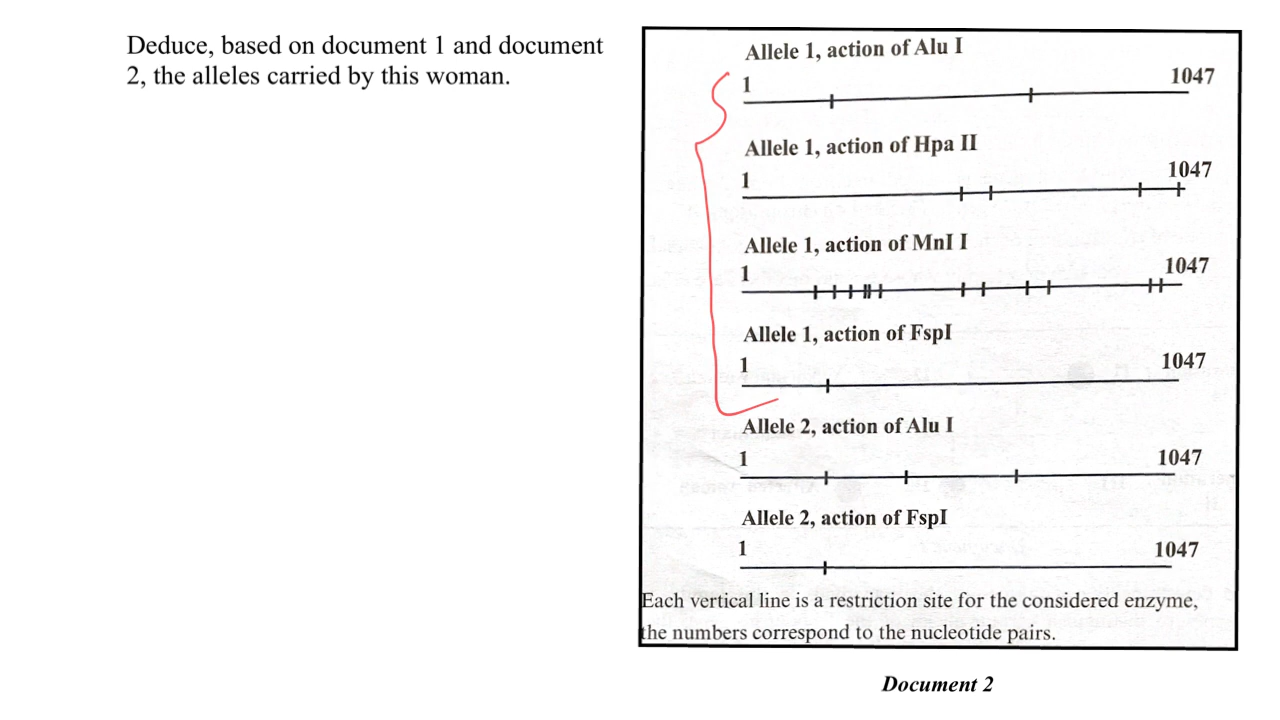 Deduce, based on document 1 and document
2, the alleles carried by this woman.
Allele 1, action of Alu I
1 1047
Allele 1, action of Hpa II
1 1047
Allele 1, action of MnI I
1 1047
Allele 1, action of FspI
1 1047
Allele 2, action of Alu I
1 1047
Allele 2, action of FspI
1 1047
Each vertical line is a restriction site for the considered enzyme,
the numbers correspond to the nucleotide pairs.
Document 2